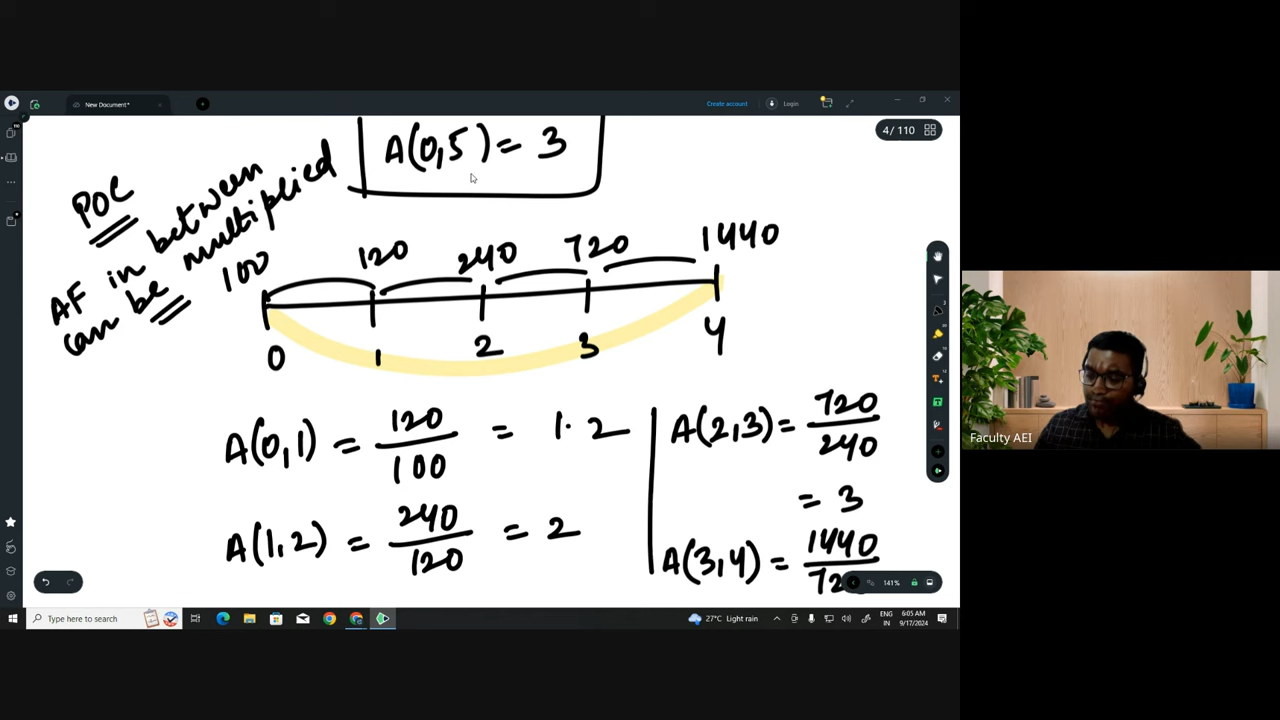 New Document*
Create account
Login
4 / 110
A(0,5) = 3
POC
AF in between
can be multiplied
100 120 240 720 1440
0 1 2 3 4
A(0,1) = 120/100 = 1.2
A(1,2) = 240/120 = 2
A(2,3) = 720/240
= 3
A(3,4) = 1440/72
141%
Faculty AEI
Type here to search
27°C Light rain
ENG
IN
6:05 AM
9/17/2024